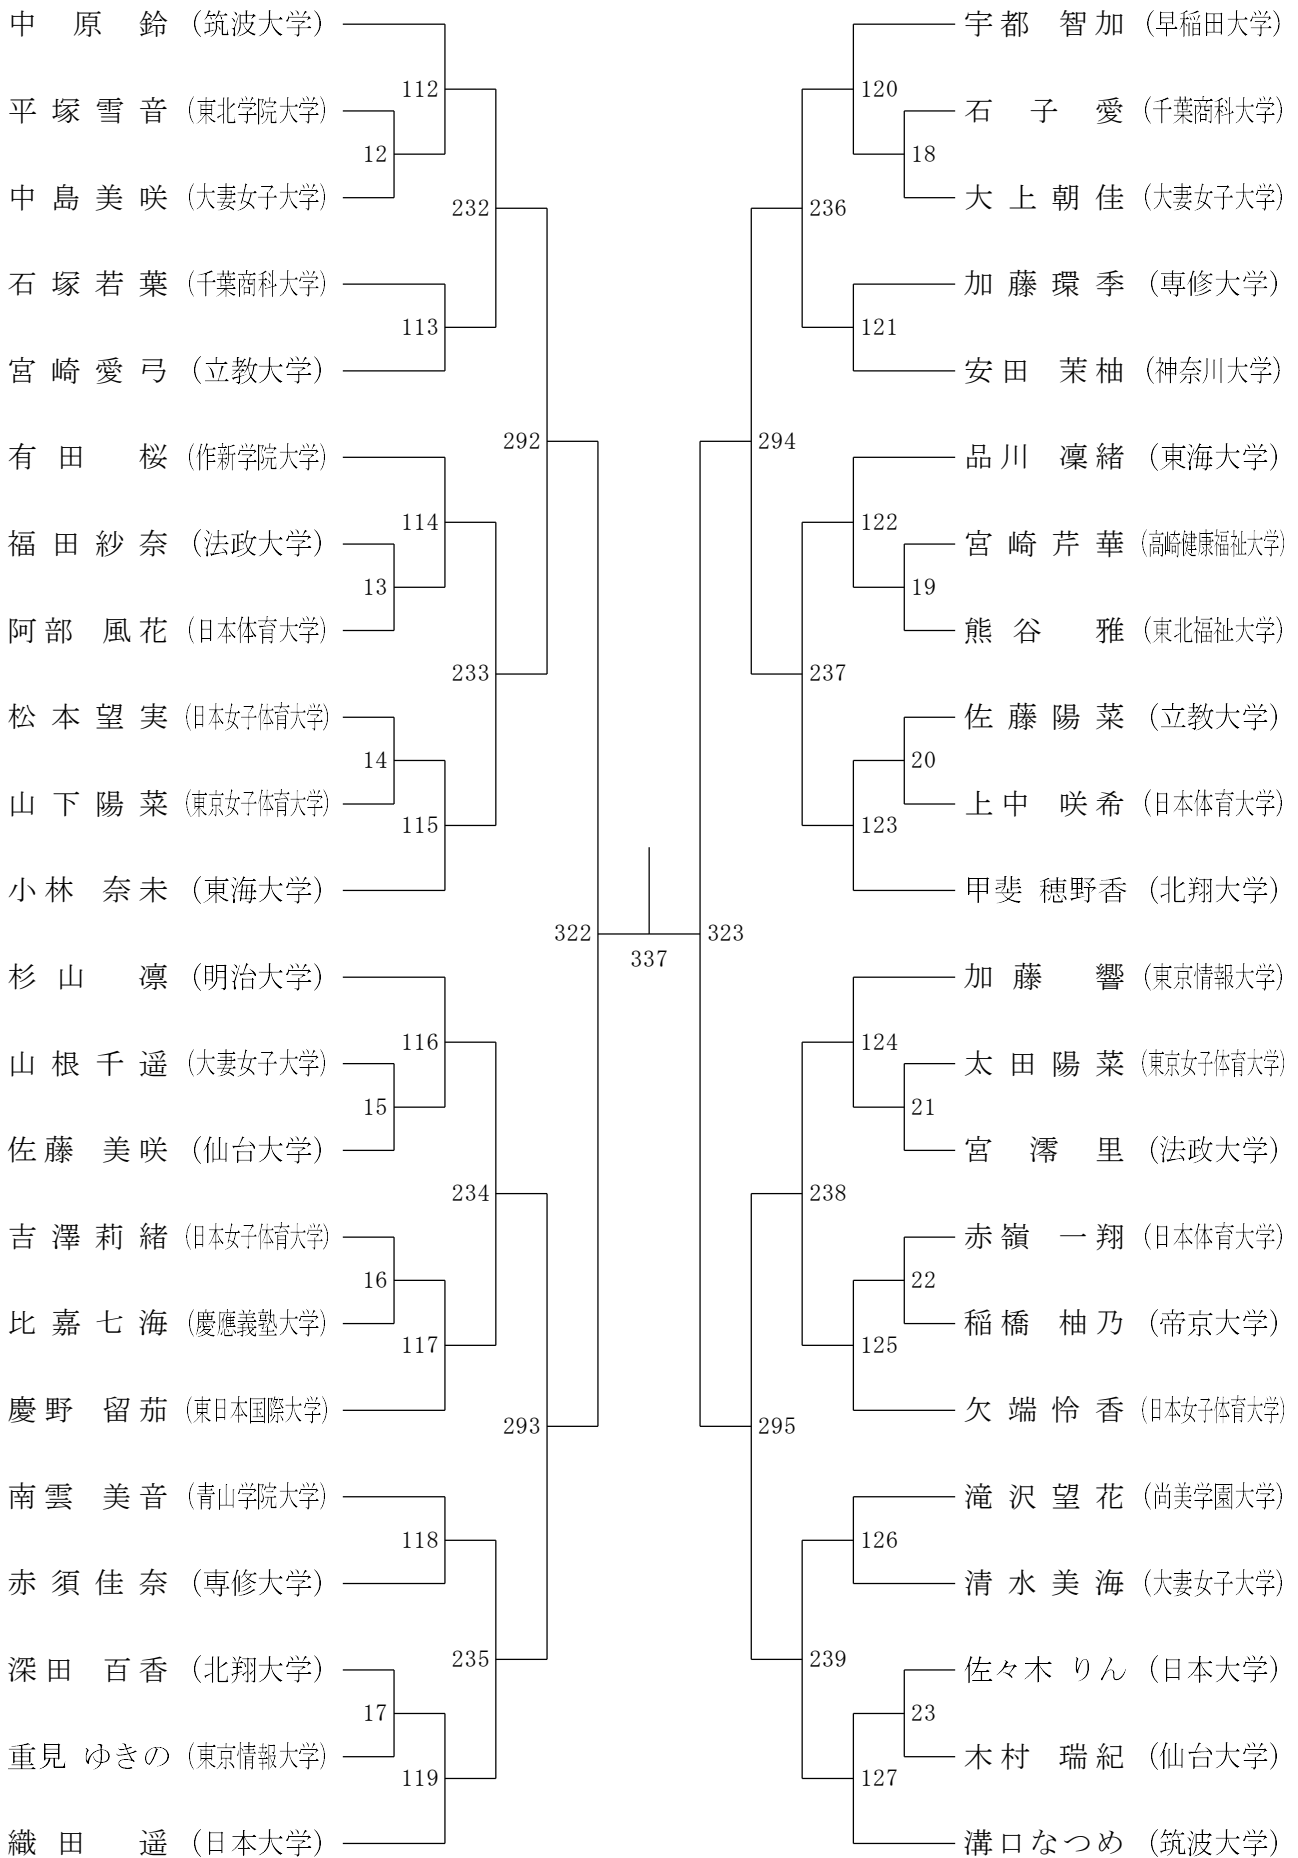 中原鈴 (筑波大学)
112
平塚雪音 (東北学院大学)
12
中島美咲 (大妻女子大学)
232
石塚若葉 (千葉商科大学)
113
宮崎愛弓 (立教大学)
292
有田桜 (作新学院大学)
114
福田紗奈 (法政大学)
13
阿部風花 (日本体育大学)
233
松本望実 (日本女子体育大学)
14
山下陽菜 (東京女子体育大学)
115
小林奈未 (東海大学)
322
杉山凛 (明治大学)
116
山根千遥 (大妻女子大学)
15
佐藤美咲 (仙台大学)
234
吉澤莉緒 (日本女子体育大学)
16
比嘉七海 (慶應義塾大学)
117
慶野留茄 (東日本国際大学)
293
南雲美音 (青山学院大学)
118
赤須佳奈 (専修大学)
235
深田百香 (北翔大学)
17
重見ゆきの (東京情報大学)
119
織田遥 (日本大学)
337
宇都智加 (早稲田大学)
120
石子愛 (千葉商科大学)
18
大上朝佳 (大妻女子大学)
236
加藤環季 (専修大学)
121
安田茉柚 (神奈川大学)
294
品川凜緒 (東海大学)
122
宮崎芹華 (高崎健康福祉大学)
19
熊谷雅 (東北福祉大学)
237
佐藤陽菜 (立教大学)
20
上中咲希 (日本体育大学)
123
甲斐穂野香 (北翔大学)
323
加藤響 (東京情報大学)
124
太田陽菜 (東京女子体育大学)
21
宮澪里 (法政大学)
238
赤嶺一翔 (日本体育大学)
22
稲橋柚乃 (帝京大学)
125
欠端怜香 (日本女子体育大学)
295
滝沢望花 (尚美学園大学)
126
清水美海 (大妻女子大学)
239
佐々木りん (日本大学)
23
木村瑞紀 (仙台大学)
127
溝口なつめ (筑波大学)